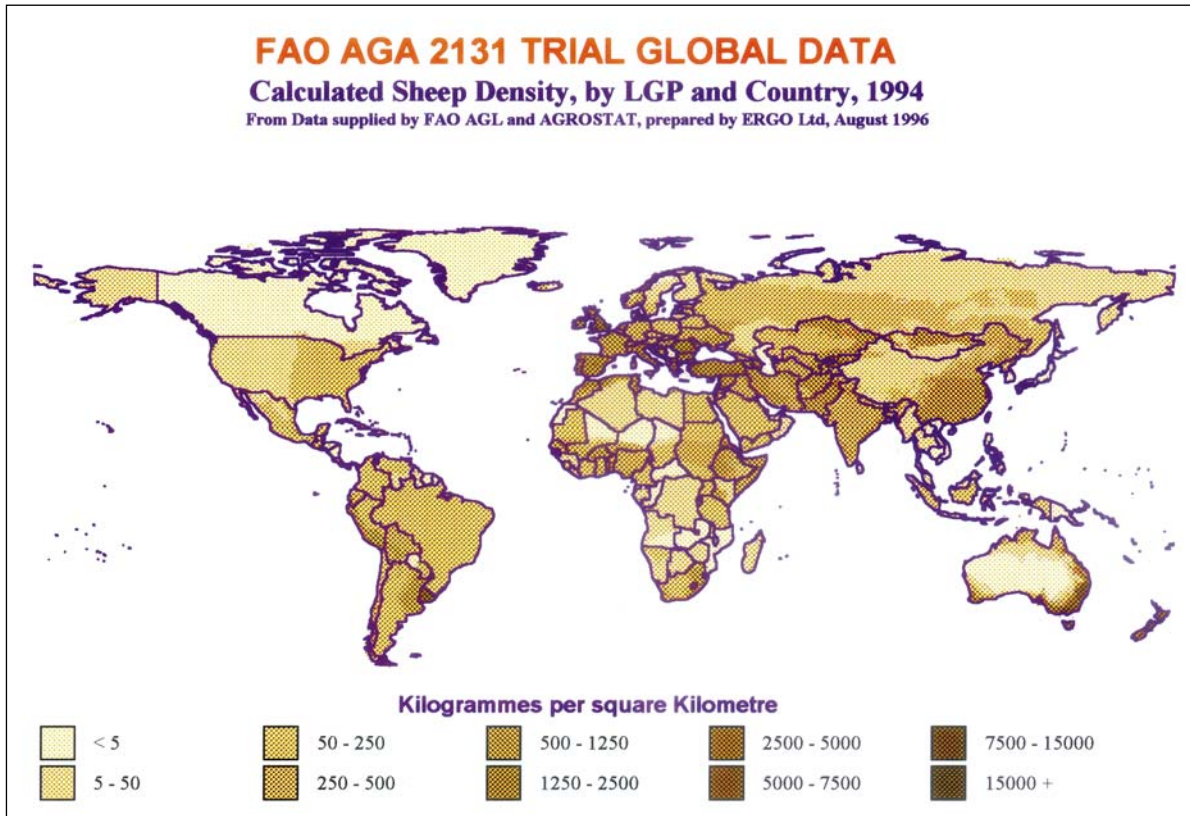 FAO AGA 2131 TRIAL GLOBAL DATA
Calculated Sheep Density, by LGP and Country, 1994
From Data supplied by FAO AGL and AGROSTAT, prepared by ERGO Ltd, August 1996
Kilogrammes per square Kilometre
< 5
50 - 250
500 - 1250
2500 - 5000
7500 - 15000
5 - 50
250 - 500
1250 - 2500
5000 - 7500
15000 +